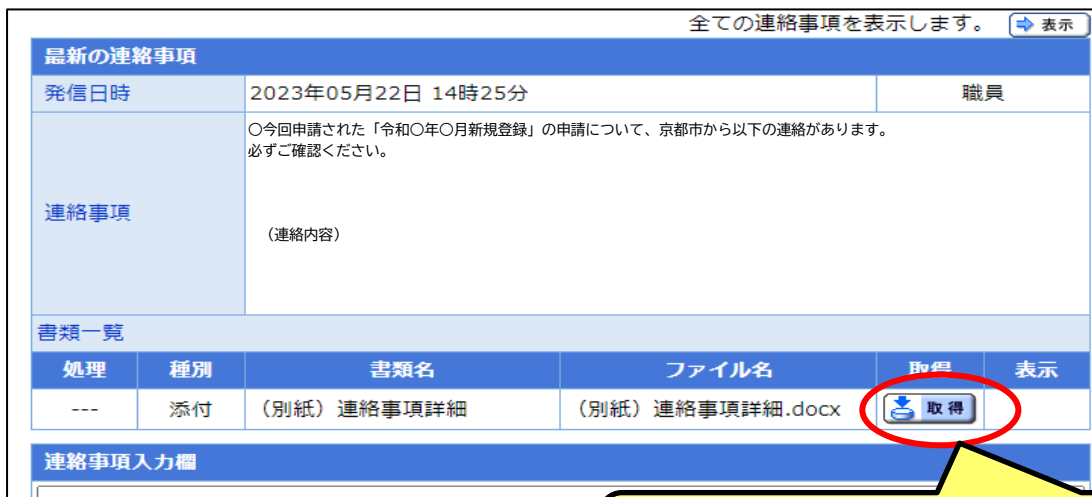 全ての連絡事項を表示します。 表示
最新の連絡事項
発信日時 2023年05月22日 14時25分 職員
連絡事項
〇今回申請された「令和〇年〇月新規登録」の申請について、京都市から以下の連絡があります。
必ずご確認ください。
（連絡内容）
書類一覧
処理 種別 書類名 ファイル名 取得 表示
--- 添付 （別紙）連絡事項詳細 （別紙）連絡事項詳細.docx 取得
連絡事項入力欄